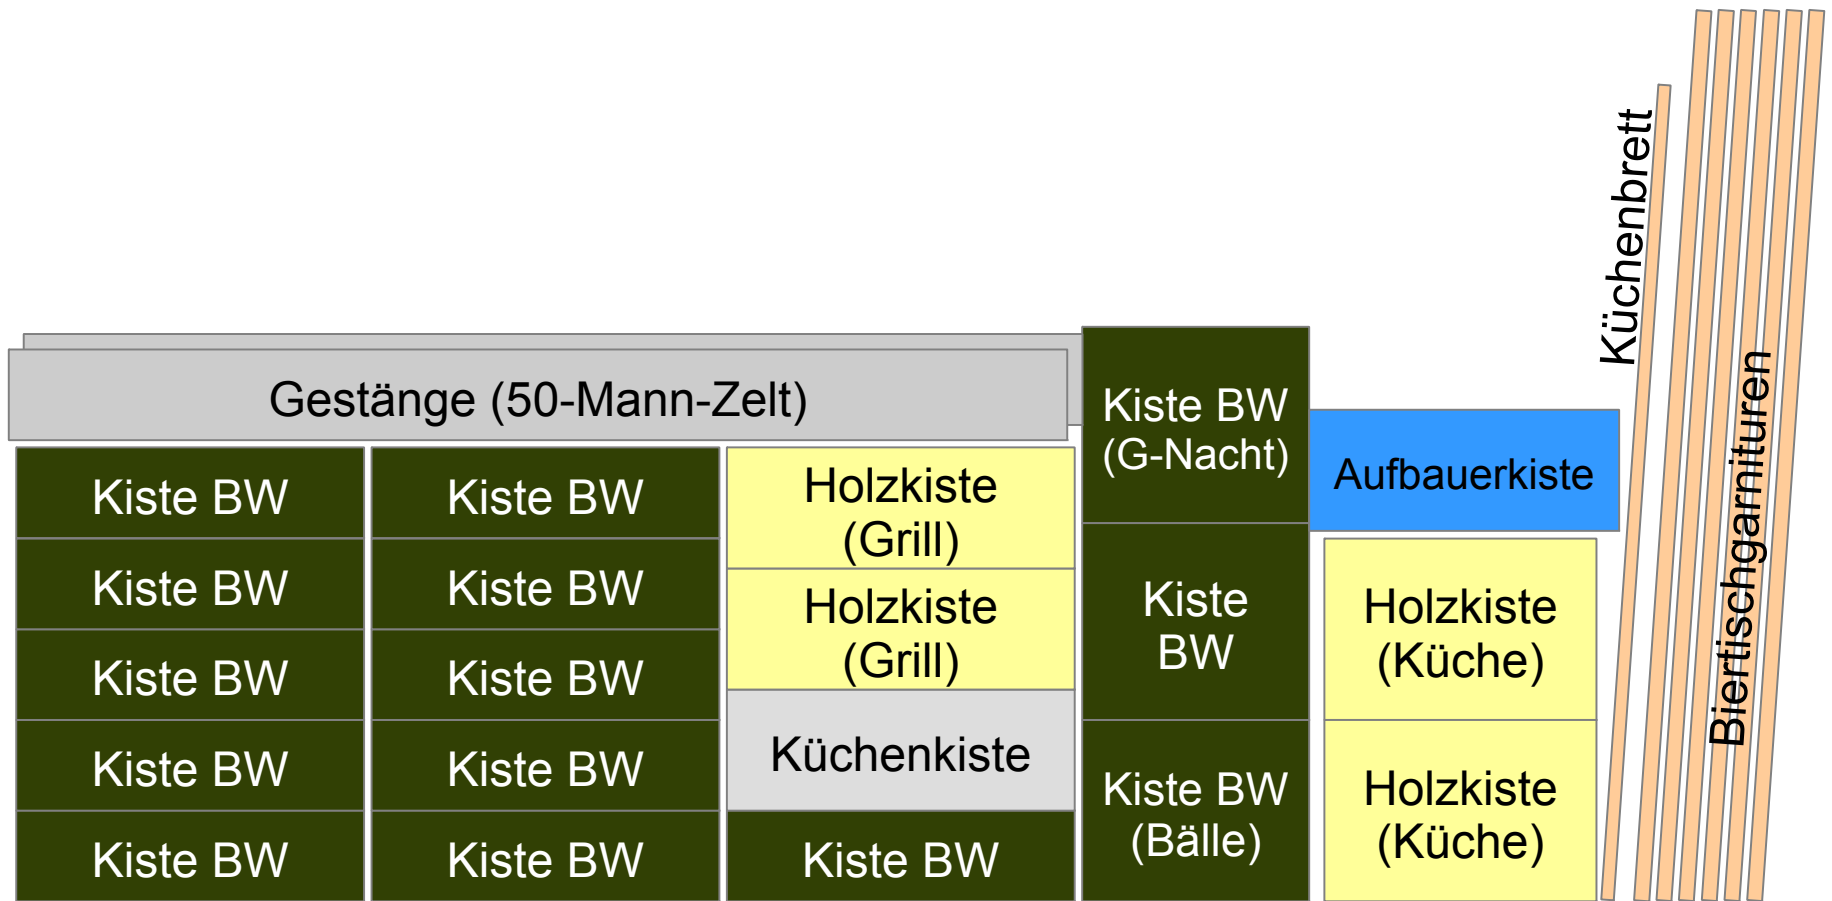 Gestänge (50-Mann-Zelt)
Kiste BW
Kiste BW
Kiste BW
Kiste BW
Kiste BW
Kiste BW
Kiste BW
Kiste BW
Kiste BW
Kiste BW
Holzkiste
(Grill)
Holzkiste
(Grill)
Küchenkiste
Kiste BW
Kiste BW
(G-Nacht)
Kiste
BW
Kiste BW
(Bälle)
Aufbauerkiste
Holzkiste
(Küche)
Holzkiste
(Küche)
Küchenbrett
Biertischgarnituren